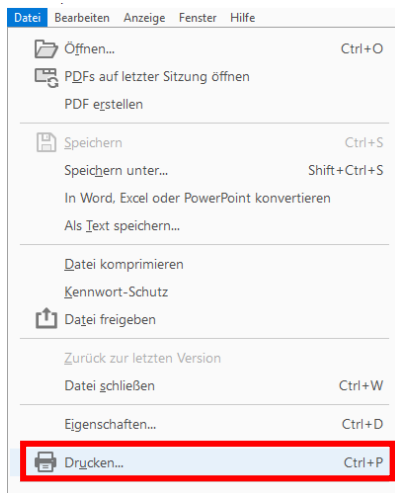 Datei Bearbeiten Anzeige Fenster Hilfe
Öffnen... Ctrl+O
PDFs auf letzter Sitzung öffnen
PDF erstellen
Speichern Ctrl+S
Speichern unter... Shift+Ctrl+S
In Word, Excel oder PowerPoint konvertieren
Als Text speichern...
Datei komprimieren
Kennwort-Schutz
Datei freigeben
Zurück zur letzten Version
Datei schließen Ctrl+W
Eigenschaften... Ctrl+D
Drucken... Ctrl+P